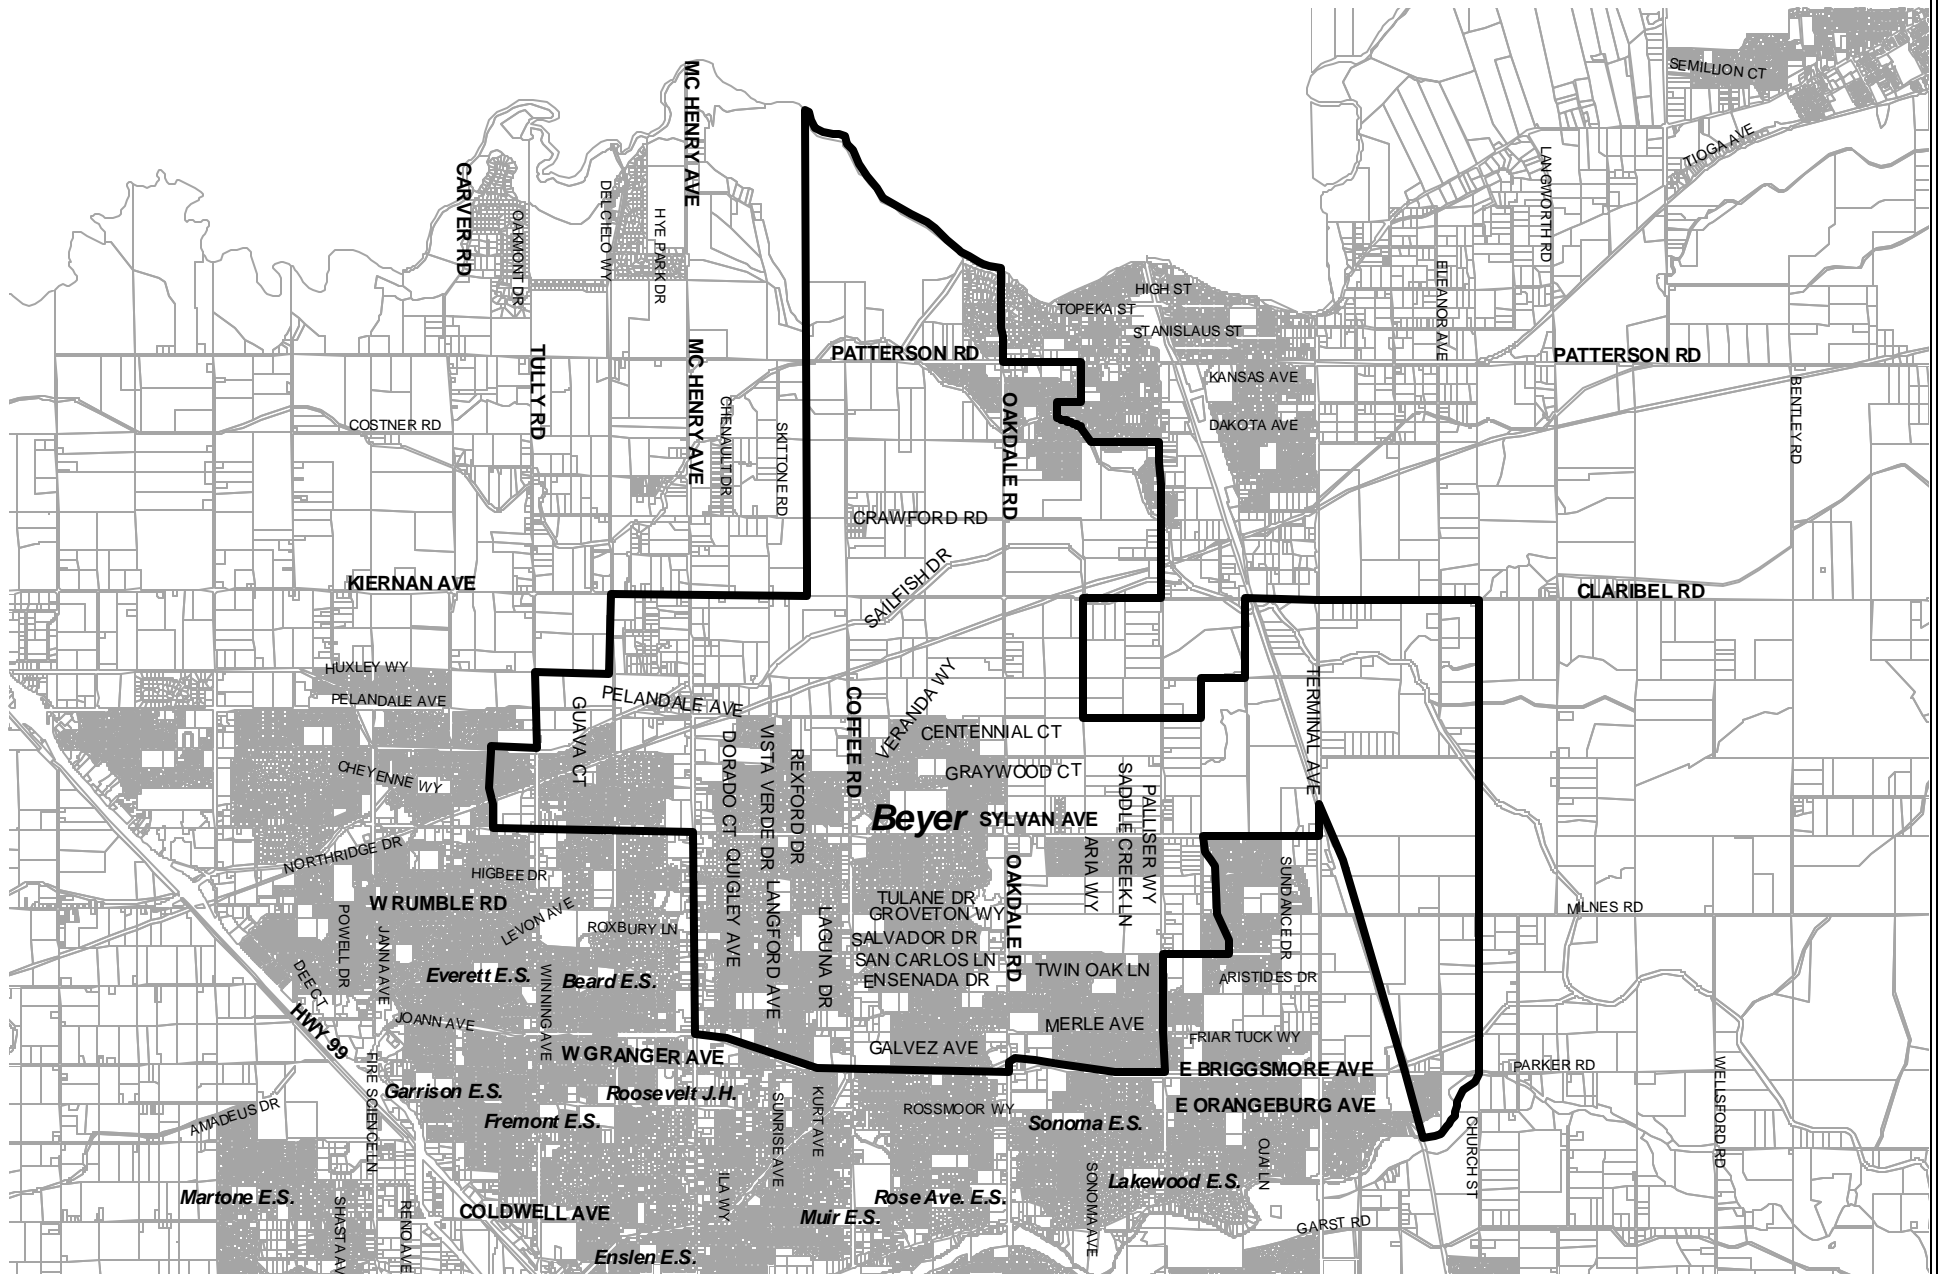 SEMILLION CT
TIOGA AVE
MC HENRY AVE
CARVER RD
OAKMONT DR
DEL CIELO WY
HYE PARK DR
LANGWORTH RD
ELEANOR AVE
HIGH ST
TOPEKA ST
STANISLAUS ST
PATTERSON RD
PATTERSON RD
TULLY RD
MC HENRY AVE
KANSAS AVE
BENTLEY RD
CHENAULT DR
SKITTONE RD
OAKDALE RD
COSTNER RD
DAKOTA AVE
CRAWFORD RD
SAILFISH DR
KIERNAN AVE
CLARIBEL RD
HUXLEY WY
PELANDALE AVE
GUAVA CT
PELANDALE AVE
COFFEE RD
VERANDA WY
TERMINAL AVE
CENTENNIAL CT
DORADO CT
VISTA VERDE DR
REXFORD DR
GRAYWOOD CT
SADDLE CREEK LN
PALLISER WY
CHEYENNE WY
Beyer
SYLVAN AVE
NORTHRIDGE DR
HIGBEE DR
QUIGLEY AVE
LANGFORD AVE
LAGUNA DR
OAKDALE RD
ARIA WY
SUNDANCE DR
W RUMBLE RD
TULANE DR
GROVETON WY
MILNES RD
POWELL DR
JANNA AVE
LEVON AVE
ROXBURY LN
SALVADOR DR
SAN CARLOS LN
ENSENADA DR
TWIN OAK LN
ARISTIDES DR
DEE CT
Everett E.S.
WINNING AVE
Beard E.S.
HWY 99
JOANN AVE
MERLE AVE
FRIAR TUCK WY
W GRANGER AVE
GALVEZ AVE
E BRIGGSMORE AVE
PARKER RD
WELLSFORD RD
FIRE SCIENCE LN
Garrison E.S.
Roosevelt J.H.
SUNRISE AVE
KURT AVE
ROSSMOOR WY
E ORANGEBURG AVE
AMADEUS DR
Fremont E.S.
Sonoma E.S.
CHURCH ST
OJAI LN
Martone E.S.
SHASTA AV
RENO AVE
COLDWELL AVE
ILA WY
Muir E.S.
Rose Ave. E.S.
SONOMA AVE
Lakewood E.S.
GARST RD
Enslen E.S.